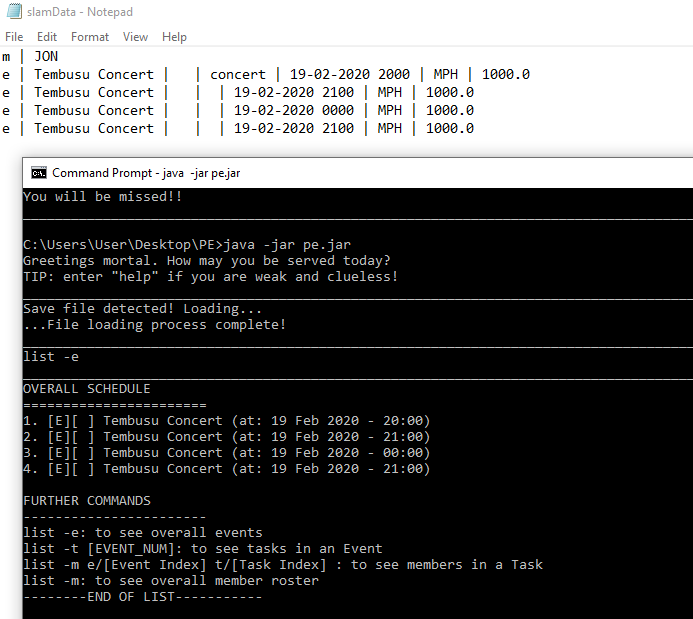 slamData - Notepad
File Edit Format View Help
m | JON
e | Tembusu Concert |   | concert | 19-02-2020 2000 | MPH | 1000.0
e | Tembusu Concert |   |  | 19-02-2020 2100 | MPH | 1000.0
e | Tembusu Concert |   |  | 19-02-2020 0000 | MPH | 1000.0
e | Tembusu Concert |   |  | 19-02-2020 2100 | MPH | 1000.0
C:\. Command Prompt - java -jar pe.jar
You will be missed!!
C:\Users\User\Desktop\PE>java -jar pe.jar
Greetings mortal. How may you be served today?
TIP: enter "help" if you are weak and clueless!
Save file detected! Loading...
...File loading process complete!
list -e
OVERALL SCHEDULE
=======================
1. [E][ ] Tembusu Concert (at: 19 Feb 2020 - 20:00)
2. [E][ ] Tembusu Concert (at: 19 Feb 2020 - 21:00)
3. [E][ ] Tembusu Concert (at: 19 Feb 2020 - 00:00)
4. [E][ ] Tembusu Concert (at: 19 Feb 2020 - 21:00)
FURTHER COMMANDS
-----------------------
list -e: to see overall events
list -t [EVENT_NUM]: to see tasks in an Event
list -m e/[Event Index] t/[Task Index] : to see members in a Task
list -m: to see overall member roster
--------END OF LIST-----------